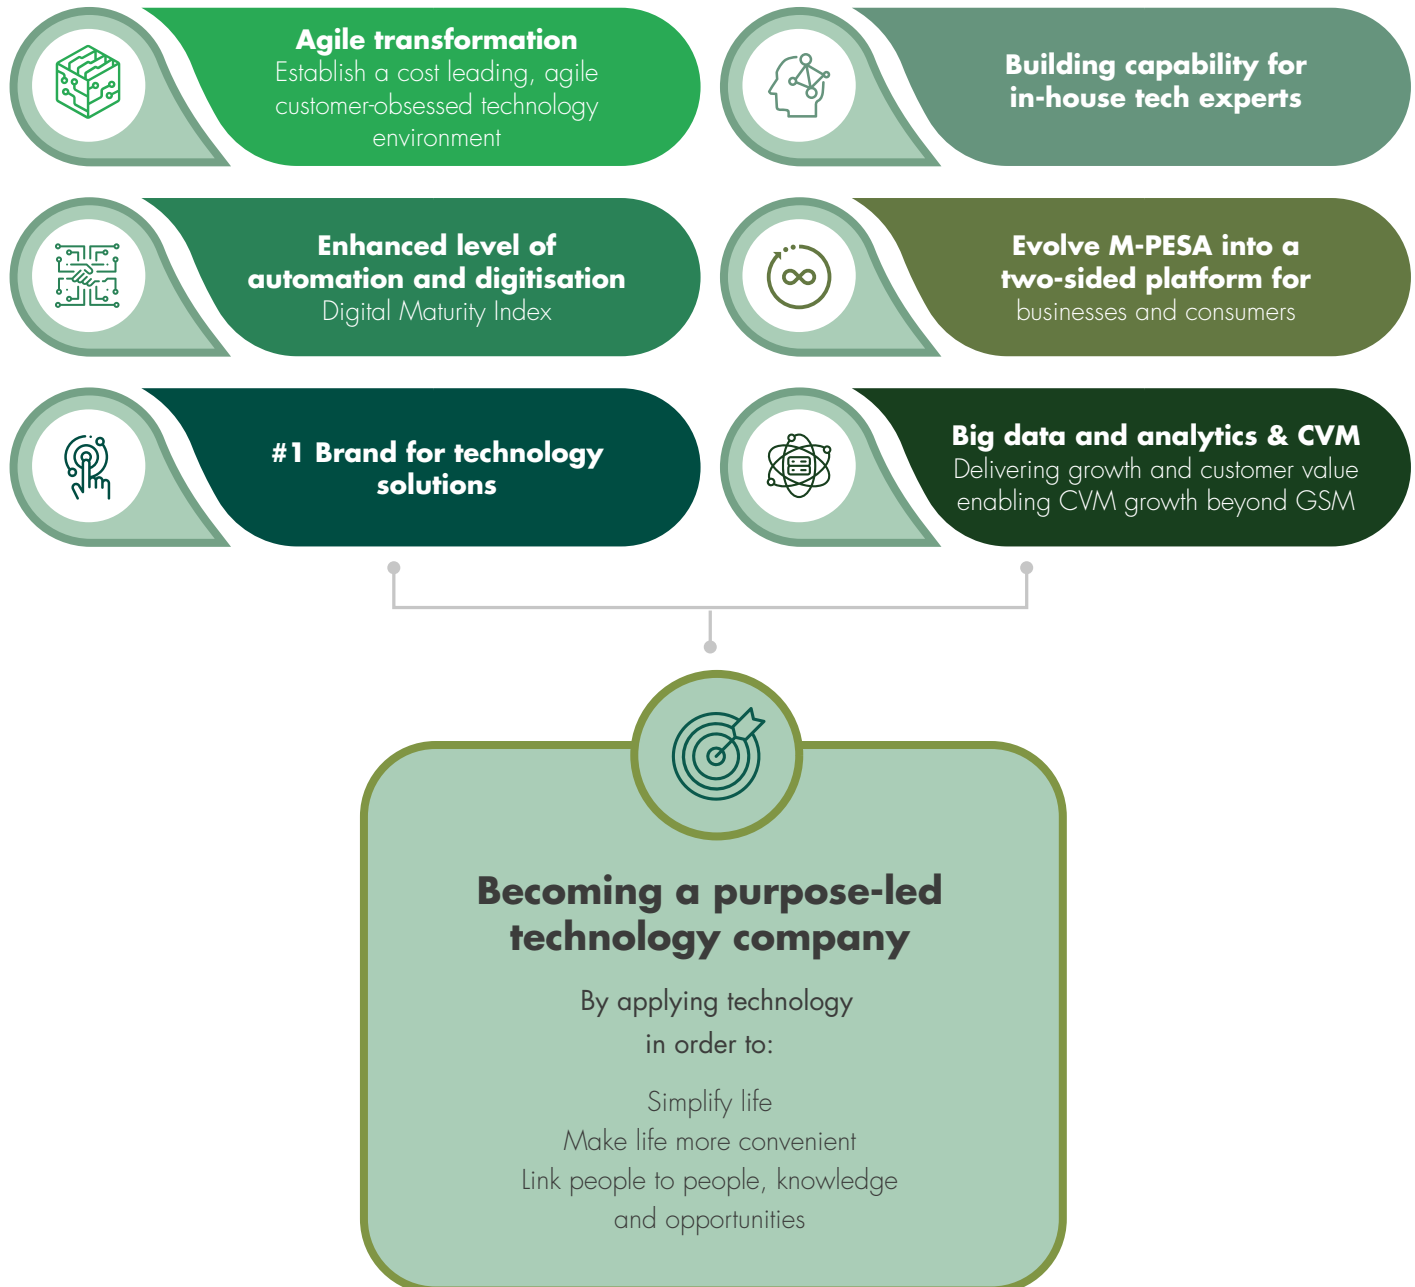 Agile transformation
Establish a cost leading, agile
customer-obsessed technology
environment
Building capability for
in-house tech experts
Enhanced level of
automation and digitisation
Digital Maturity Index
Evolve M-PESA into a
two-sided platform for
businesses and consumers
#1 Brand for technology
solutions
Big data and analytics & CVM
Delivering growth and customer value
enabling CVM growth beyond GSM
Becoming a purpose-led
technology company
By applying technology
in order to:
Simplify life
Make life more convenient
Link people to people, knowledge
and opportunities